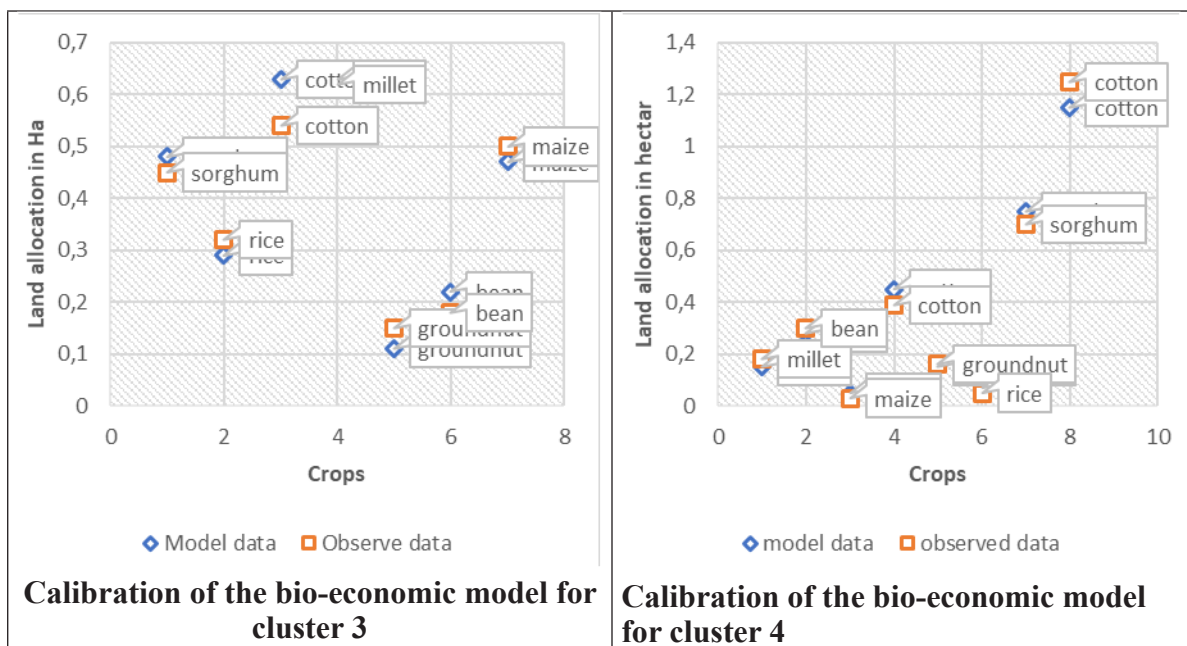 0,7
0,6
0,5
0,4
0,3
0,2
0,1
0
Land allocation in Ha
millet
cotton
sorghum
maize
maize
rice
rice
bean
bean
groundnut
groundnut
0 2 4 6 8
Crops
Model data Observe data
Calibration of the bio-economic model for
cluster 3
1,4
1,2
1
0,8
0,6
0,4
0,2
0
Land allocation in hectar
cotton
cotton
sorghum
cotton
bean
millet
groundnut
maize
rice
0 2 4 6 8 10
Crops
model data observed data
Calibration of the bio-economic model
for cluster 4